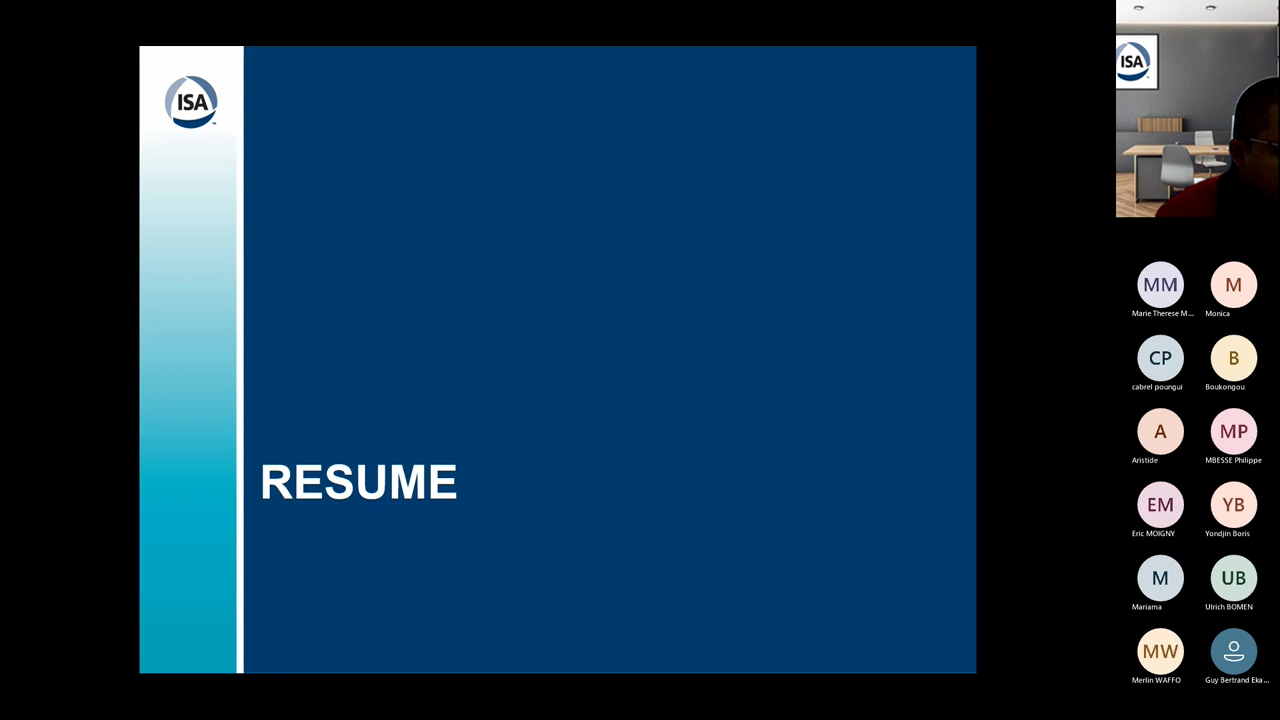 ISA
RESUME
ISA
MM
M
Marie Therese M...
Monica
CP
B
cabrel poungui
Boukongou
A
MP
Aristide
MBESSE Philippe
EM
YB
Eric MOIGNY
Yondjin Boris
M
UB
Mariama
Ulrich BOMEN
MW
Merlin WAFFO
Guy Bertrand Eka...